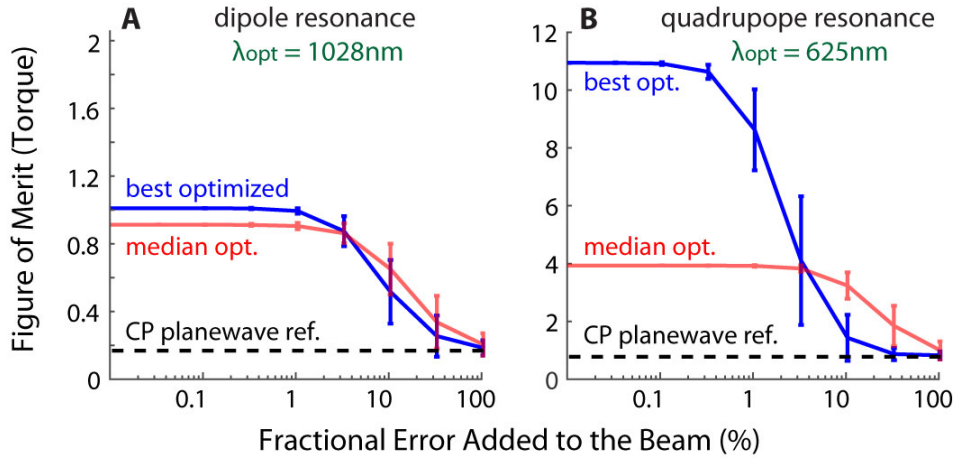 A dipole resonance
λopt = 1028nm
2
1.6
1.2
0.8
0.4
0
best optimized
median opt.
CP planewave ref.
0.1 1 10 100
Figure of Merit (Torque)
B quadrupope resonance
λopt = 625nm
12
10
8
6
4
2
0
best opt.
median opt.
CP planewave ref.
0.1 1 10 100
Fractional Error Added to the Beam (%)